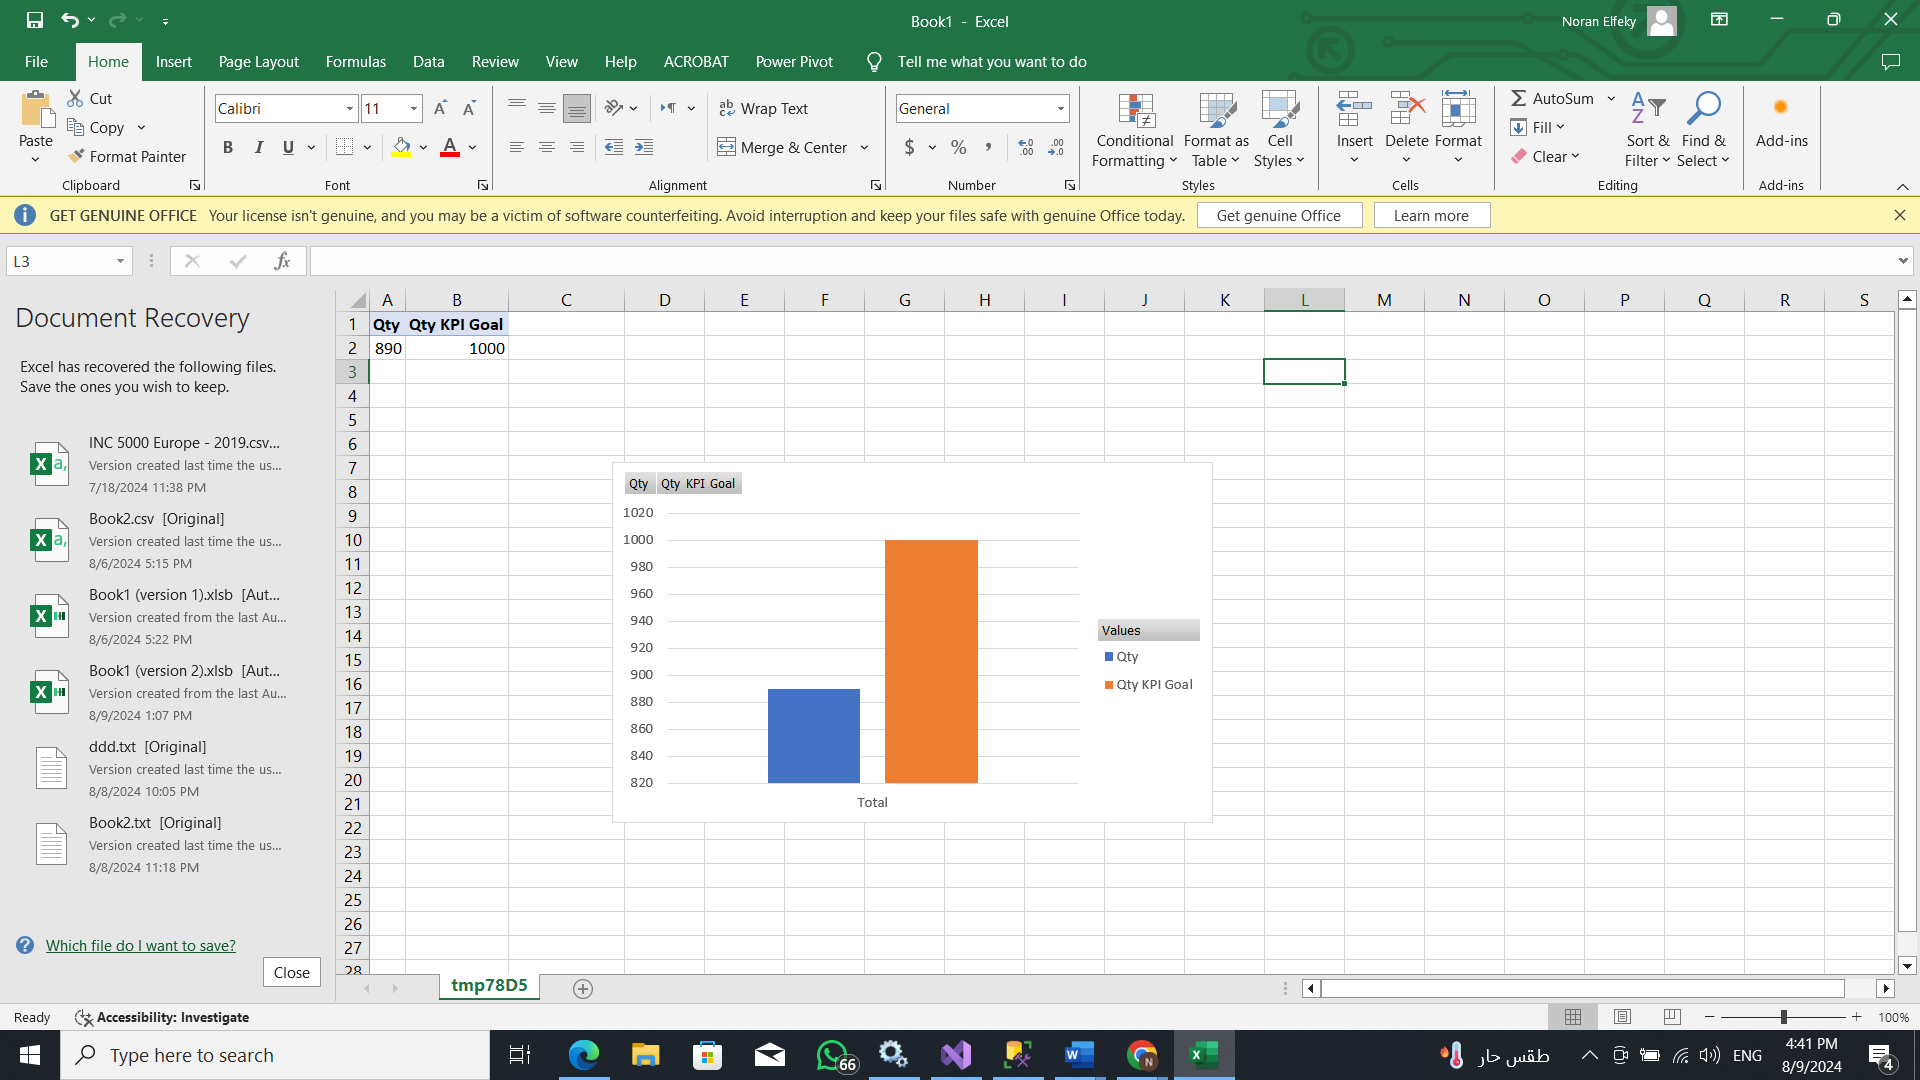 Book1 - Excel
Noran Elfeky
File Home Insert Page Layout Formulas Data Review View Help ACROBAT Power Pivot Tell me what you want to do
Paste
Cut
Copy
Format Painter
Clipboard
Calibri 11
B I U
A
Font
Wrap Text
Merge & Center
Alignment
General
$ % ,
Number
Conditional Formatting
Format as Table
Cell Styles
Styles
Insert Delete Format
Cells
AutoSum
Fill
Clear
Sort & Filter
Find & Select
Editing
Add-ins
Add-ins
GET GENUINE OFFICE Your license isn't genuine, and you may be a victim of software counterfeiting. Avoid interruption and keep your files safe with genuine Office today. Get genuine Office Learn more
L3
fx
Document Recovery
Excel has recovered the following files.
Save the ones you wish to keep.
INC 5000 Europe - 2019.csv...
Version created last time the us...
7/18/2024 11:38 PM
Book2.csv [Original]
Version created last time the us...
8/6/2024 5:15 PM
Book1 (version 1).xlsb [Aut...
Version created from the last Au...
8/6/2024 5:22 PM
Book1 (version 2).xlsb [Aut...
Version created from the last Au...
8/9/2024 1:07 PM
ddd.txt [Original]
Version created last time the us...
8/8/2024 10:05 PM
Book2.txt [Original]
Version created last time the us...
8/8/2024 11:18 PM
Which file do I want to save?
Close
A B C D E F G H I J K L M N O P Q R S
1 Qty Qty KPI Goal
2 890 1000
3
4
5
6
7
8
9
10
11
12
13
14
15
16
17
18
19
20
21
22
23
24
25
26
27
28
Qty Qty KPI Goal
1020
1000
980
960
940
920
900
880
860
840
820
Total
Values
Qty
Qty KPI Goal
tmp78D5
Ready Accessibility: Investigate
100%
Type here to search
66
طقس حار
ENG
4:41 PM
8/9/2024
4